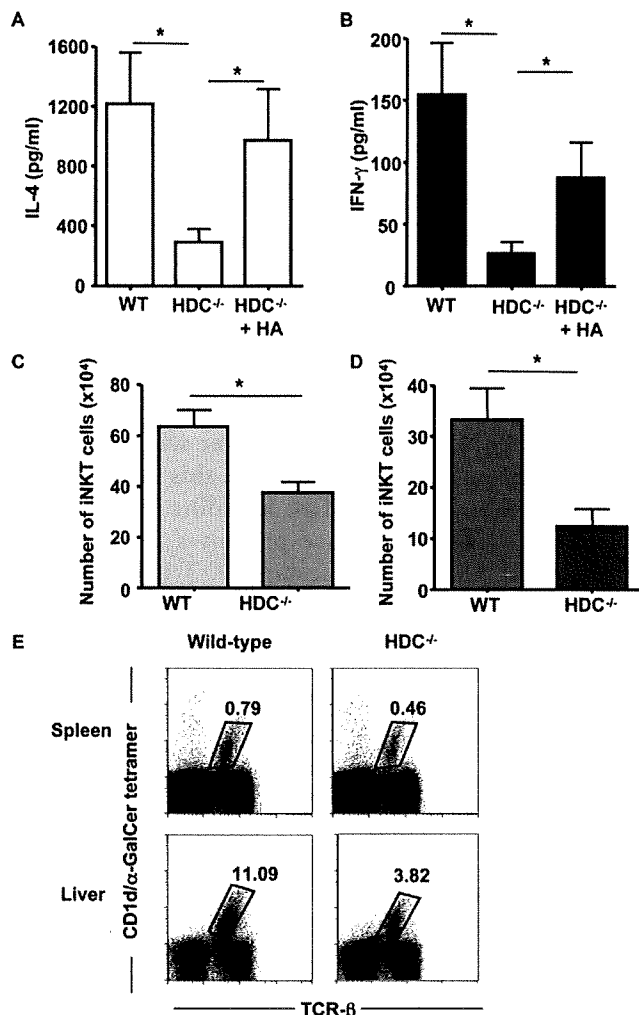 A
IL-4 (pg/ml)
1600
1200
800
400
0
*
*
WT
HDC-/-
HDC-/-
+ HA
B
IFN-γ (pg/ml)
200
150
100
50
0
*
*
WT
HDC-/-
HDC-/-
+ HA
C
Number of iNKT cells (x10⁴)
80
60
40
20
0
*
WT
HDC-/-
D
Number of iNKT cells (x10⁴)
40
30
20
10
0
*
WT
HDC-/-
E
Wild-type
HDC-/-
CD1d/α-GalCer tetramer
Spleen
0.79
0.46
Liver
11.09
3.82
TCR-β